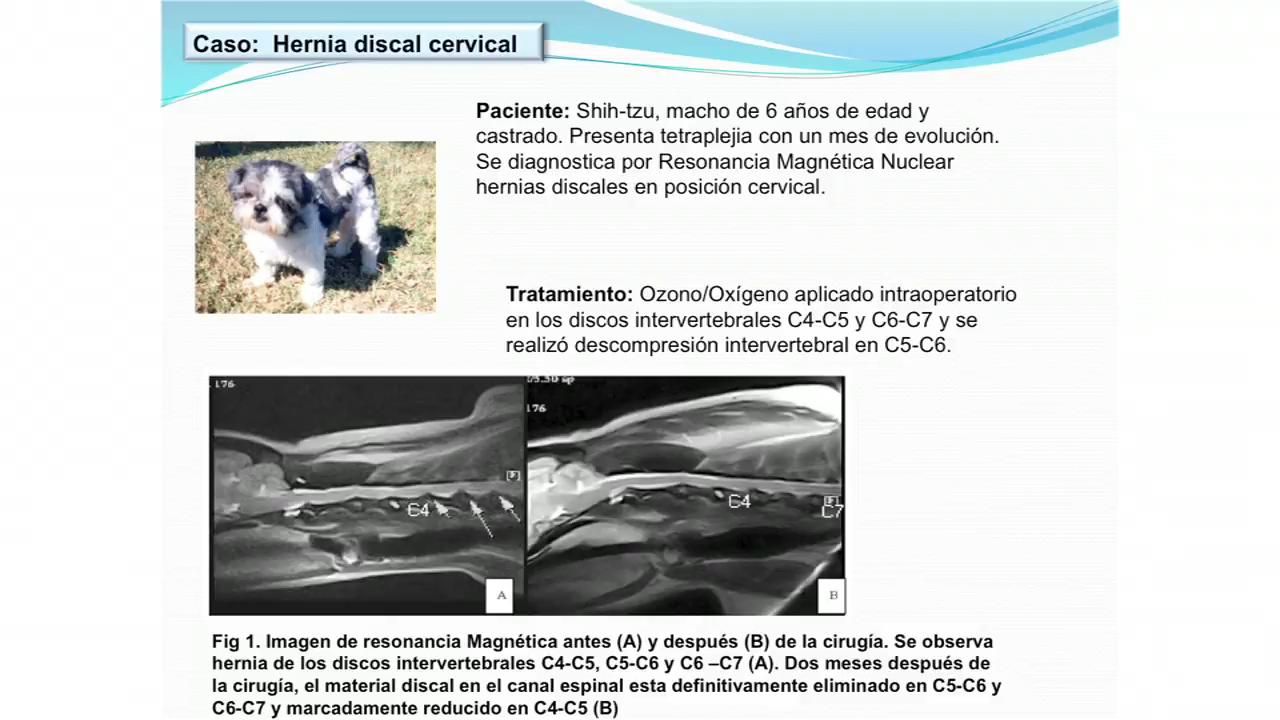 Caso: Hernia discal cervical
Paciente: Shih-tzu, macho de 6 años de edad y
castrado. Presenta tetraplejia con un mes de evolución.
Se diagnostica por Resonancia Magnética Nuclear
hernias discales en posición cervical.
Tratamiento: Ozono/Oxígeno aplicado intraoperatorio
en los discos intervertebrales C4-C5 y C6-C7 y se
realizó descompresión intervertebral en C5-C6.
176
sp
176
[P]
C4
C4
[P]
C7
A
B
Fig 1. Imagen de resonancia Magnética antes (A) y después (B) de la cirugía. Se observa
hernia de los discos intervertebrales C4-C5, C5-C6 y C6 –C7 (A). Dos meses después de
la cirugía, el material discal en el canal espinal esta definitivamente eliminado en C5-C6 y
C6-C7 y marcadamente reducido en C4-C5 (B)